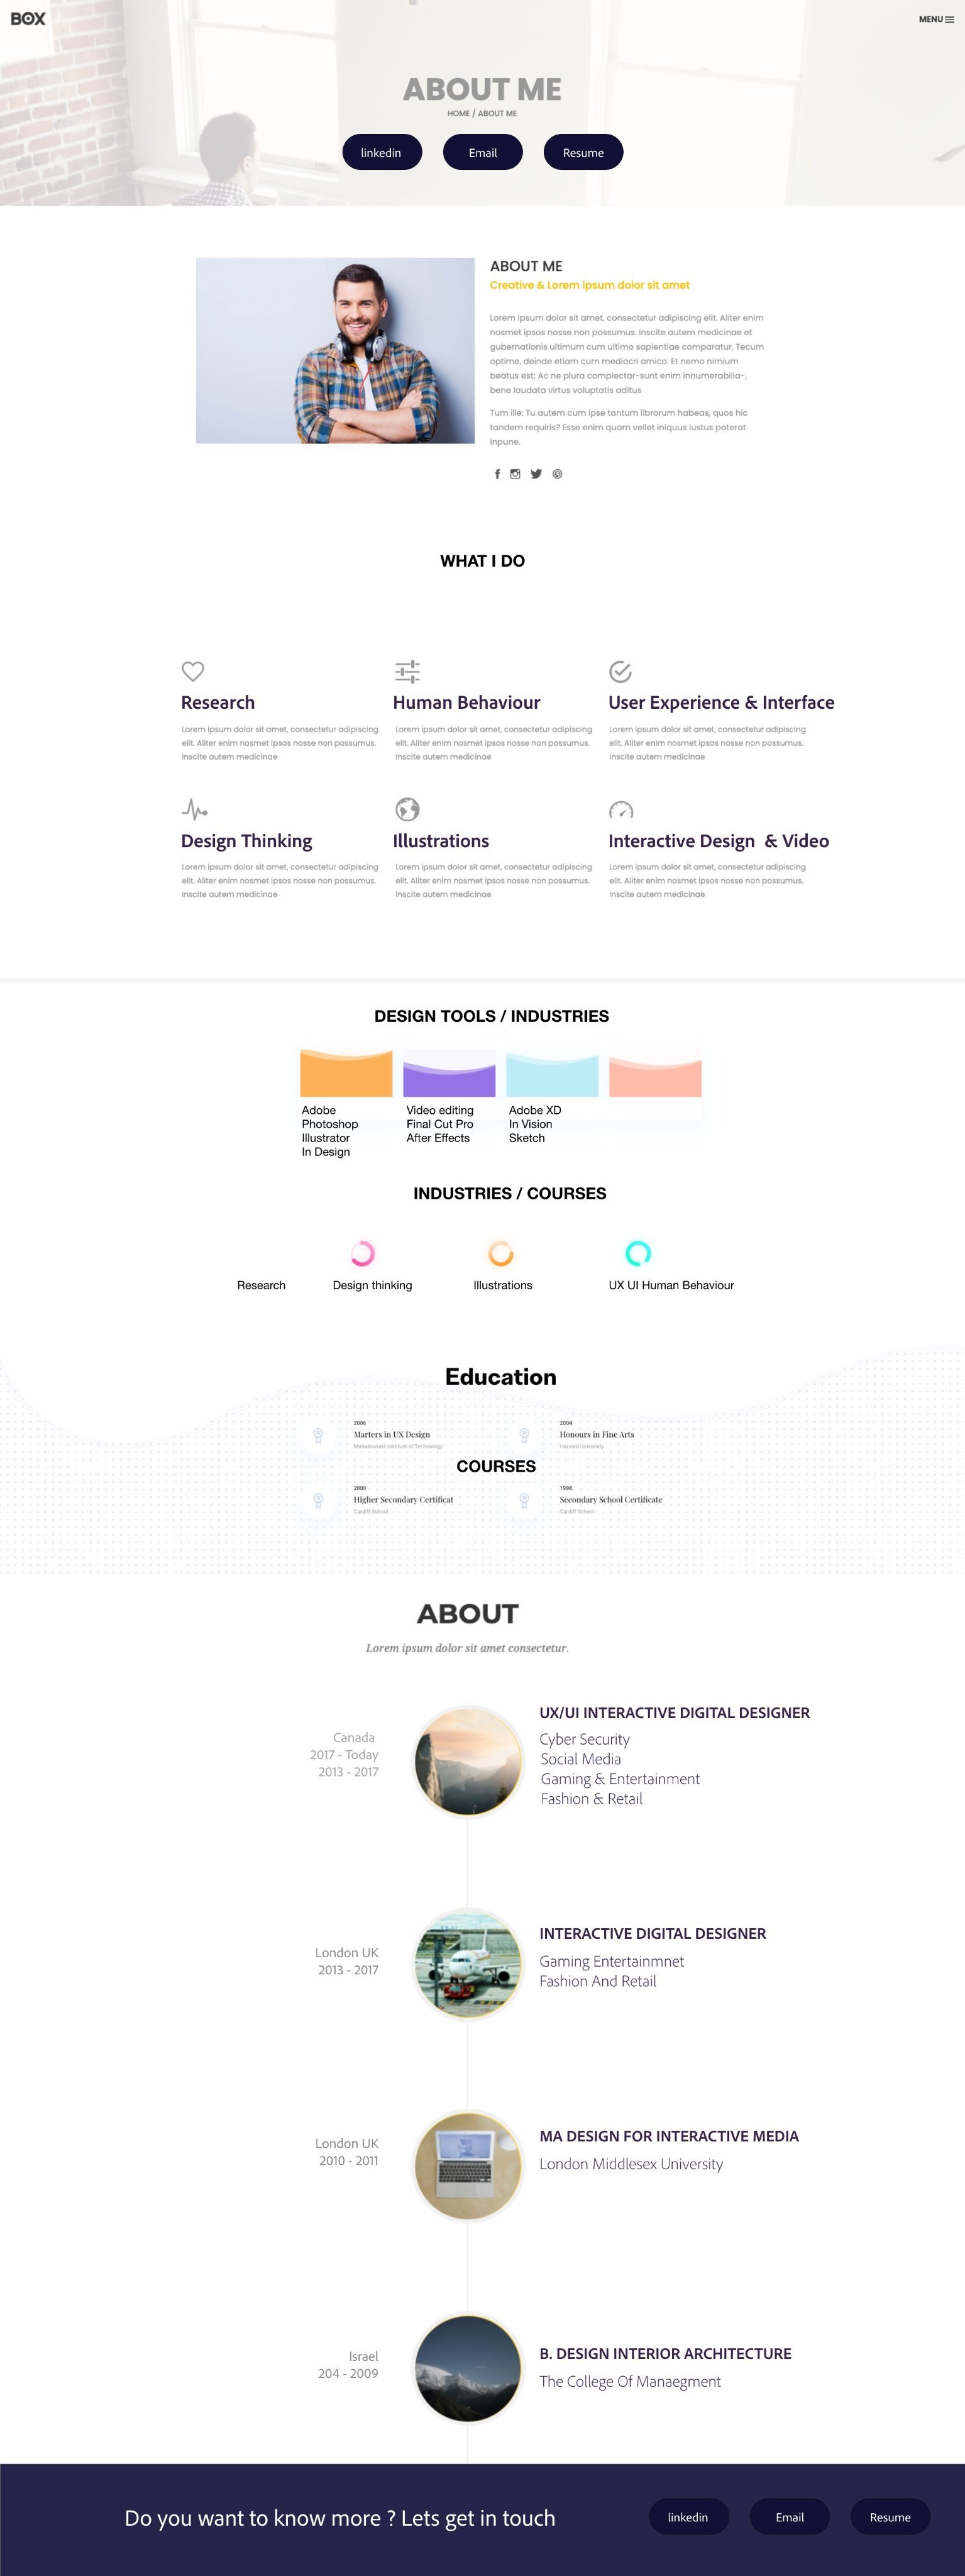 BOX
MENU
ABOUT ME
HOME / ABOUT ME
linkedin
Email
Resume
ABOUT ME
Creative & Lorem ipsum dolor sit amet
Lorem ipsum dolor sit amet, consectetur adipiscing elit. Aliter enim
nosmet ipsos nosse non possumus. Inscite autem medicinae et
gubernationis ultimum cum ultimo sapientiae comparatur. Tecum
optime, deinde etiam cum mediocri amico. Et nemo nimium
beatus est; Ac ne plura complectar-sunt enim innumerabilia-,
bene laudata virtus voluptatis aditus
Tum ille: Tu autem cum ipse tantum librorum habeas, quos hic
tandem requiris? Esse enim quam vellet iniquus iustus poterat
inpune.
WHAT I DO
Research
Lorem ipsum dolor sit amet, consectetur adipiscing
elit. Aliter enim nosmet ipsos nosse non possumus.
Inscite autem medicinae
Human Behaviour
Lorem ipsum dolor sit amet, consectetur adipiscing
elit. Aliter enim nosmet ipsos nosse non possumus.
Inscite autem medicinae
User Experience & Interface
Lorem ipsum dolor sit amet, consectetur adipiscing
elit. Aliter enim nosmet ipsos nosse non possumus.
Inscite autem medicinae
Design Thinking
Lorem ipsum dolor sit amet, consectetur adipiscing
elit. Aliter enim nosmet ipsos nosse non possumus.
Inscite autem medicinae
Illustrations
Lorem ipsum dolor sit amet, consectetur adipiscing
elit. Aliter enim nosmet ipsos nosse non possumus.
Inscite autem medicinae
Interactive Design & Video
Lorem ipsum dolor sit amet, consectetur adipiscing
elit. Aliter enim nosmet ipsos nosse non possumus.
Inscite autem medicinae
DESIGN TOOLS / INDUSTRIES
Adobe
Photoshop
Illustrator
In Design
Video editing
Final Cut Pro
After Effects
Adobe XD
In Vision
Sketch
INDUSTRIES / COURSES
Research
Design thinking
Illustrations
UX UI Human Behaviour
Education
2006
Marters in UX Design
Massachusetts Institute of Technology
2004
Honours in Fine Arts
Harvard University
COURSES
2000
Higher Secondary Certificat
Cardiff School
1998
Secondary School Certificate
Cardiff School
ABOUT
Lorem ipsum dolor sit amet consectetur.
Canada
2017 - Today
2013 - 2017
UX/UI INTERACTIVE DIGITAL DESIGNER
Cyber Security
Social Media
Gaming & Entertainment
Fashion & Retail
London UK
2013 - 2017
INTERACTIVE DIGITAL DESIGNER
Gaming Entertainmnet
Fashion And Retail
London UK
2010 - 2011
MA DESIGN FOR INTERACTIVE MEDIA
London Middlesex University
Israel
204 - 2009
B. DESIGN INTERIOR ARCHITECTURE
The College Of Manaegment
Do you want to know more ? Lets get in touch
linkedin
Email
Resume